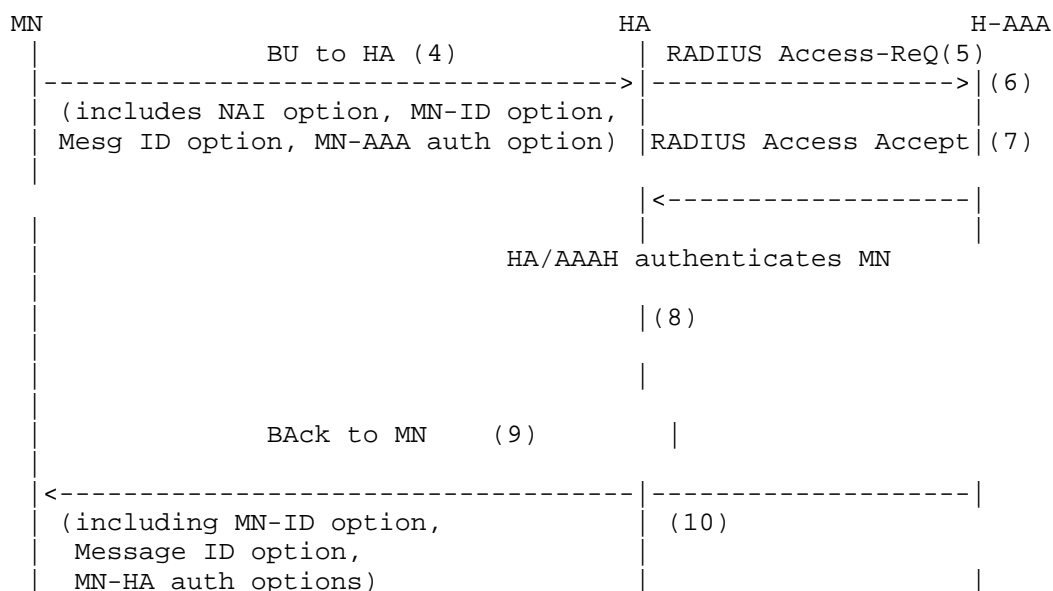 MN HA H-AAA
| BU to HA (4) | RADIUS Access-ReQ(5)
|------------------------------------>|------------------->|(6)
| (includes NAI option, MN-ID option, | |
| Mesg ID option, MN-AAA auth option) |RADIUS Access Accept|(7)
|
|<-------------------|
| | |
| HA/AAAH authenticates MN
|
| |(8)
|
| |
|
| BAck to MN (9) |
|
|<------------------------------------|--------------------|
| (including MN-ID option, | (10)
| Message ID option, |
| MN-HA auth options) | |